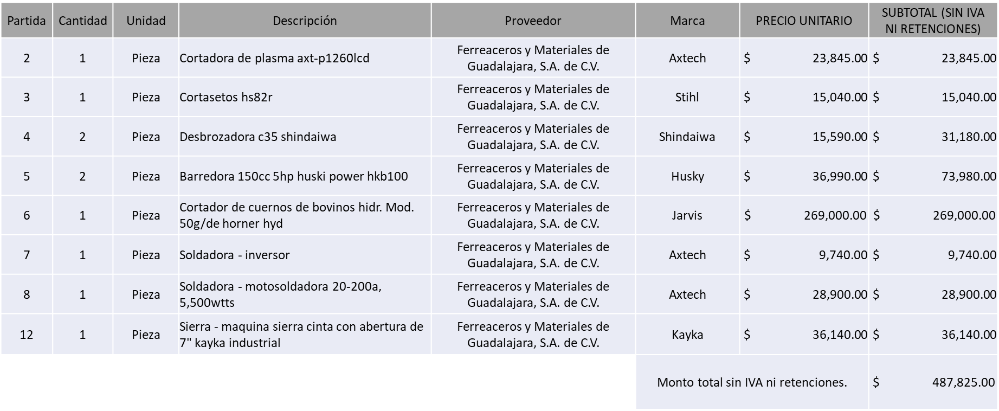 Partida Cantidad Unidad Descripción Proveedor Marca PRECIO UNITARIO SUBTOTAL (SIN IVA
NI RETENCIONES)
2 1 Pieza Cortadora de plasma axt-p1260lcd Ferreaceros y Materiales de
Guadalajara, S.A. de C.V. Axtech $ 23,845.00 $ 23,845.00
3 1 Pieza Cortasetos hs82r Ferreaceros y Materiales de
Guadalajara, S.A. de C.V. Stihl $ 15,040.00 $ 15,040.00
4 2 Pieza Desbrozadora c35 shindaiwa Ferreaceros y Materiales de
Guadalajara, S.A. de C.V. Shindaiwa $ 15,590.00 $ 31,180.00
5 2 Pieza Barredora 150cc 5hp huski power hkb100 Ferreaceros y Materiales de
Guadalajara, S.A. de C.V. Husky $ 36,990.00 $ 73,980.00
6 1 Pieza Cortador de cuernos de bovinos hidr. Mod.
50g/de horner hyd Ferreaceros y Materiales de
Guadalajara, S.A. de C.V. Jarvis $ 269,000.00 $ 269,000.00
7 1 Pieza Soldadora - inversor Ferreaceros y Materiales de
Guadalajara, S.A. de C.V. Axtech $ 9,740.00 $ 9,740.00
8 1 Pieza Soldadora - motosoldadora 20-200a,
5,500wtts Ferreaceros y Materiales de
Guadalajara, S.A. de C.V. Axtech $ 28,900.00 $ 28,900.00
12 1 Pieza Sierra - maquina sierra cinta con abertura de
7" kayka industrial Ferreaceros y Materiales de
Guadalajara, S.A. de C.V. Kayka $ 36,140.00 $ 36,140.00
Monto total sin IVA ni retenciones. $ 487,825.00